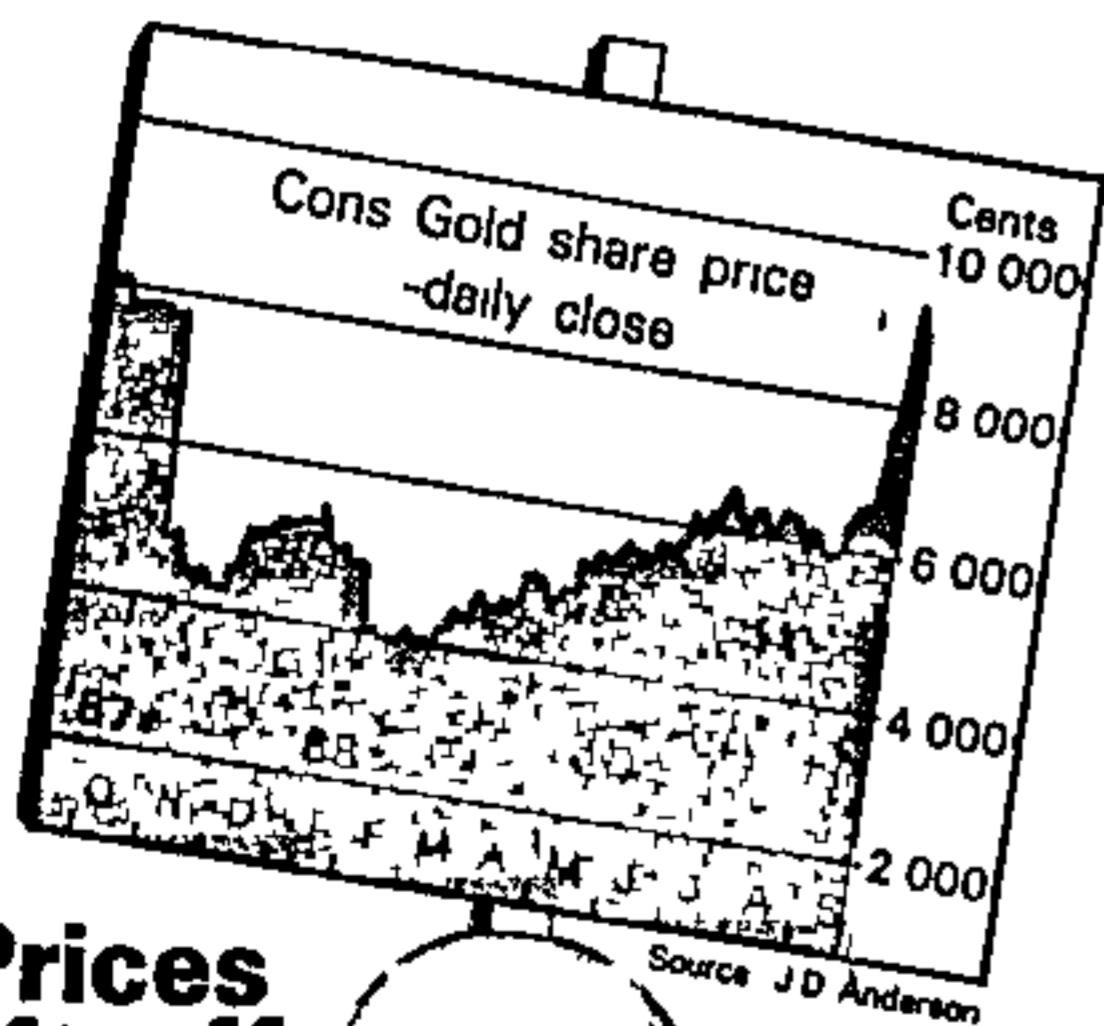 Cents
10 000
Cons Gold share price
-daily close
8 000
6 000
4 000
87
88
2 000
O N D J F M A M J J A S
Source J D Anderson
Prices